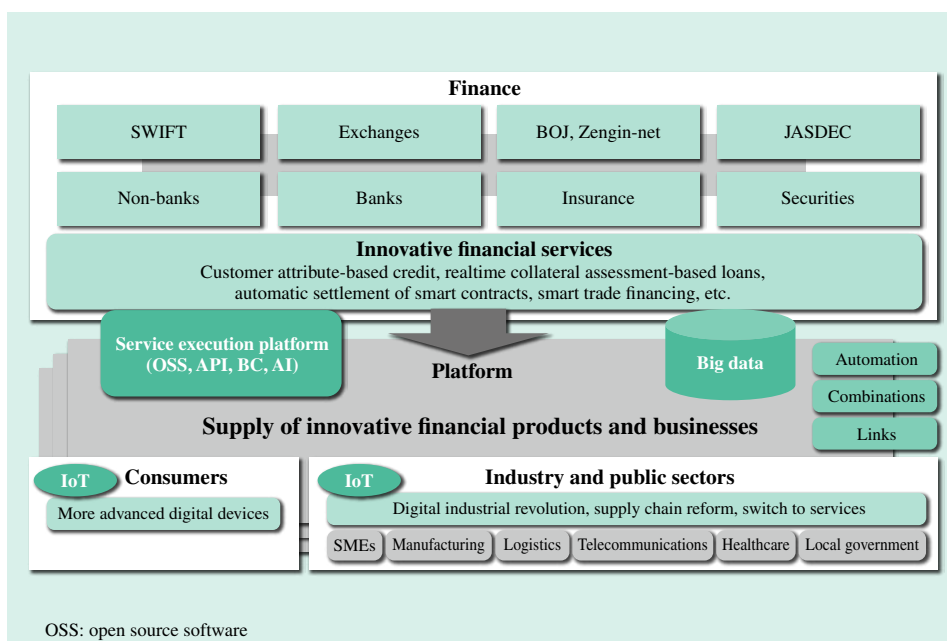 Finance
SWIFT
Exchanges
BOJ, Zengin-net
JASDEC
Non-banks
Banks
Insurance
Securities
Innovative financial services
Customer attribute-based credit, realtime collateral assessment-based loans,
automatic settlement of smart contracts, smart trade financing, etc.
Service execution platform
(OSS, API, BC, AI)
Platform
Big data
Automation
Combinations
Links
Supply of innovative financial products and businesses
IoT
Consumers
More advanced digital devices
IoT
Industry and public sectors
Digital industrial revolution, supply chain reform, switch to services
SMEs
Manufacturing
Logistics
Telecommunications
Healthcare
Local government
OSS: open source software